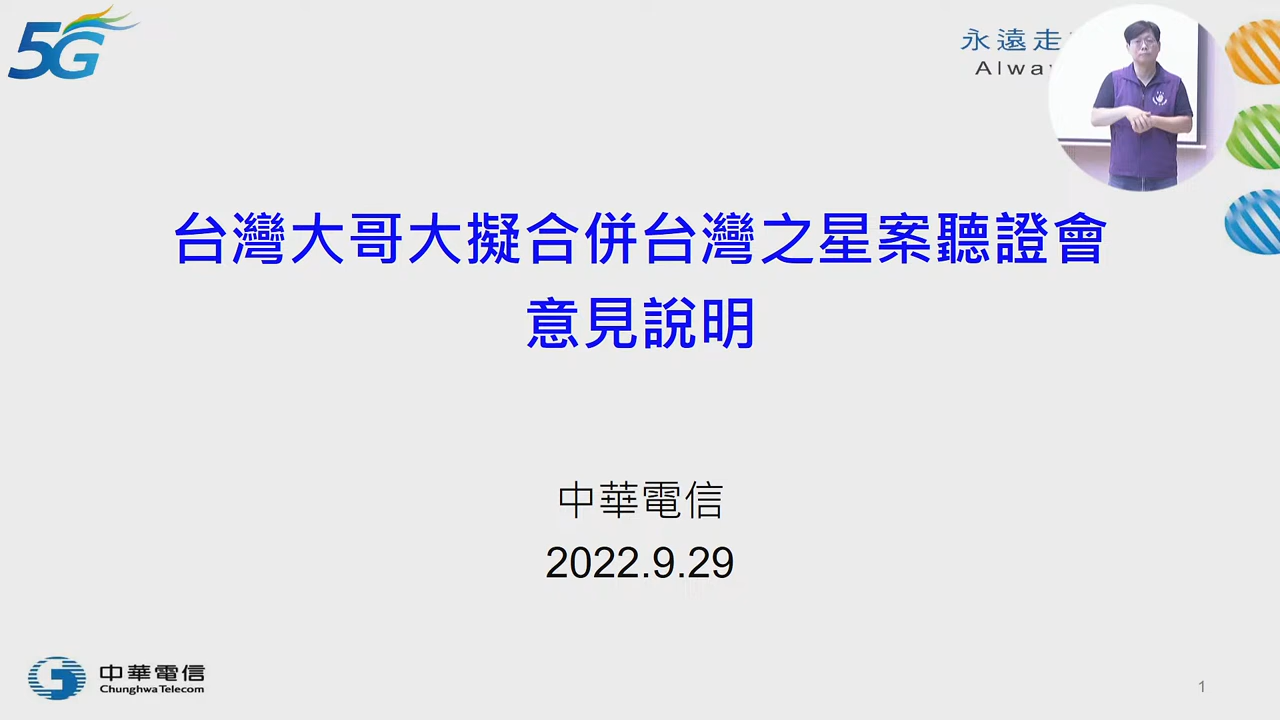 5G
永遠走
Alwa
台灣大哥大擬合併台灣之星案聽證會
意見說明
中華電信
2022.9.29
中華電信
Chunghwa Telecom
1